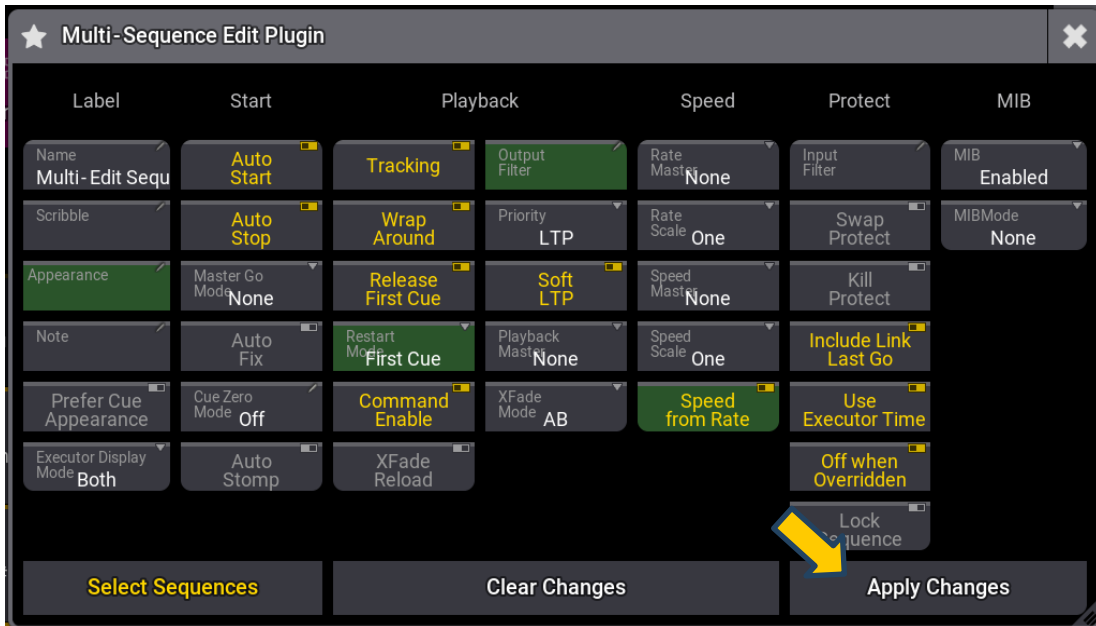 Multi-Sequence Edit Plugin
Label
Start
Playback
Speed
Protect
MIB
Name
Multi-Edit Sequ
Auto
Start
Tracking
Output
Filter
Rate
Master
None
Input
Filter
MIB
Enabled
Scribble
Auto
Stop
Wrap
Around
Priority
LTP
Rate
Scale
One
Swap
Protect
MIBMode
None
Appearance
Master Go
Mode
None
Release
First Cue
Soft
LTP
Speed
Master
None
Kill
Protect
Note
Auto
Fix
Restart
Mode
First Cue
Playback
Master
None
Speed
Scale
One
Include Link
Last Go
Prefer Cue
Appearance
Cue Zero
Mode
Off
Command
Enable
XFade
Mode
AB
Speed
from Rate
Use
Executor Time
Executor Display
Mode
Both
Auto
Stomp
XFade
Reload
Off when
Overridden
Lock
Sequence
Select Sequences
Clear Changes
Apply Changes